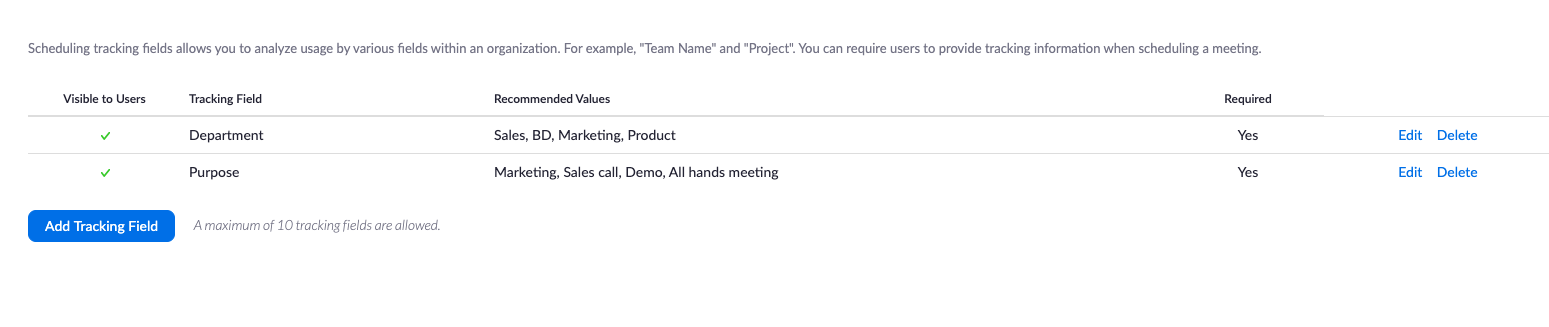 Scheduling tracking fields allows you to analyze usage by various fields within an organization. For example, "Team Name" and "Project". You can require users to provide tracking information when scheduling a meeting.
Visible to Users Tracking Field Recommended Values Required
Department Sales, BD, Marketing, Product Yes Edit Delete
Purpose Marketing, Sales call, Demo, All hands meeting Yes Edit Delete
Add Tracking Field A maximum of 10 tracking fields are allowed.